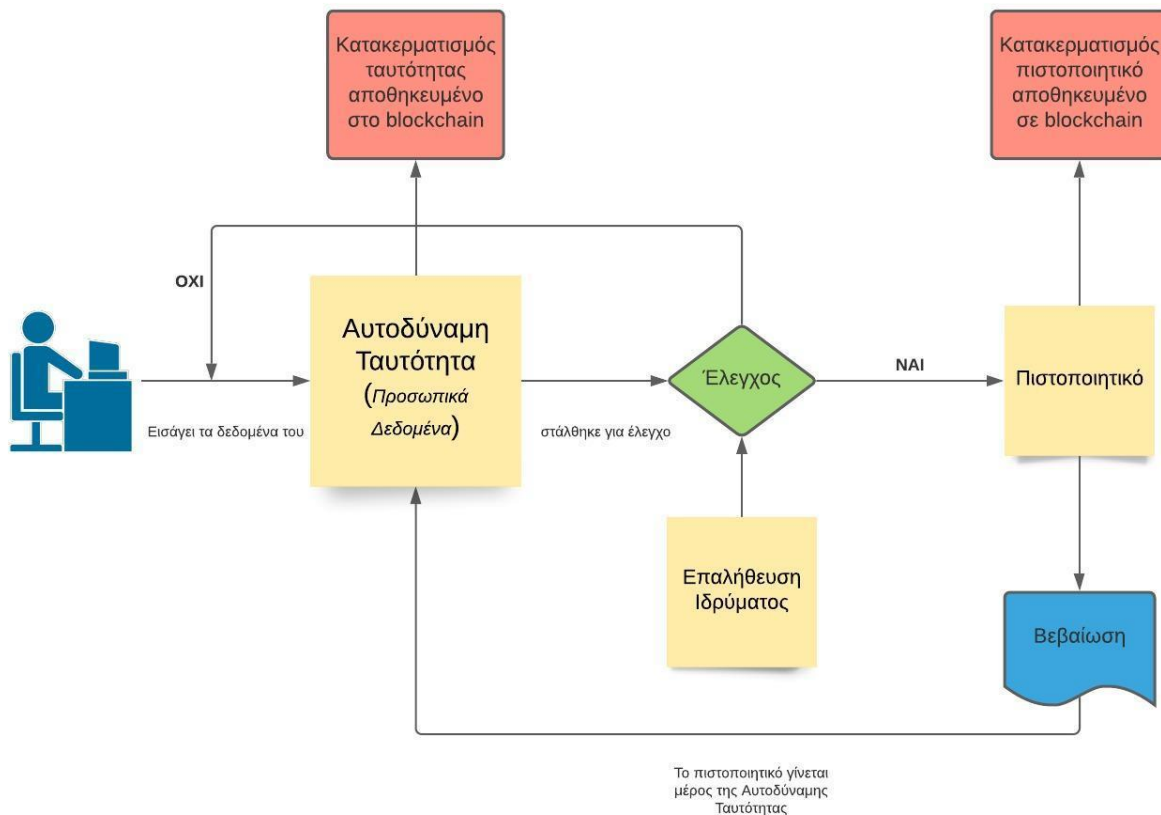 Κατακερματισμός
ταυτότητας
αποθηκευμένο
στο blockchain
Κατακερματισμός
πιστοποιητικό
αποθηκευμένο
σε blockchain
ΟΧΙ
Αυτοδύναμη
Ταυτότητα
(Προσωπικά
Δεδομένα)
Έλεγχος
ΝΑΙ
Πιστοποιητικό
Εισάγει τα δεδομένα του
στάλθηκε για έλεγχο
Επαλήθευση
Ιδρύματος
Βεβαίωση
Το πιστοποιητικό γίνεται
μέρος της Αυτοδύναμης
Ταυτότητας